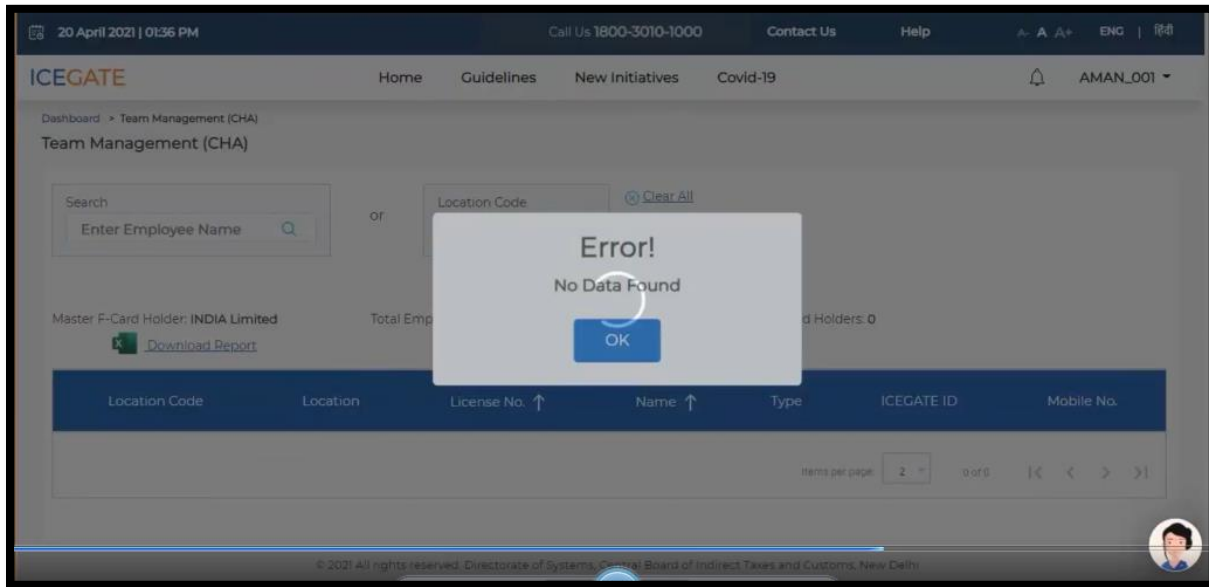 20 April 2021 | 01:36 PM Call Us 1800-3010-1000 Contact Us Help A- A A+ ENG | हिंदी
ICEGATE Home Guidelines New Initiatives Covid-19 AMAN_001
Dashboard > Team Management (CHA)
Team Management (CHA)
Search Location Code Clear All
Enter Employee Name or
Error!
No Data Found
OK
Master F-Card Holder: INDIA Limited Total Emp d Holders: 0
Download Report
Location Code Location License No. ↑ Name ↑ Type ICEGATE ID Mobile No.
Items per page: 2 0 of 0 |< < > >|
© 2021 All rights reserved. Directorate of Systems, Central Board of Indirect Taxes and Customs, New Delhi